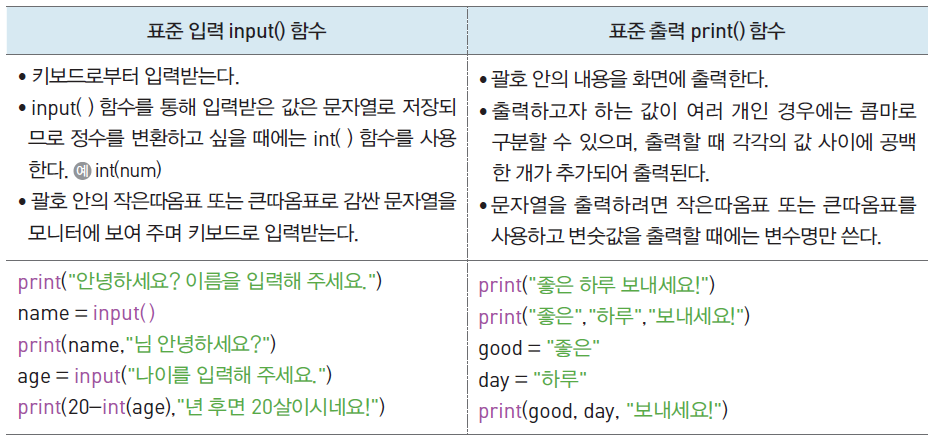 표준 입력 input() 함수
• 키보드로부터 입력받는다.
• input( ) 함수를 통해 입력받은 값은 문자열로 저장되
므로 정수를 변환하고 싶을 때에는 int( ) 함수를 사용
한다. 예 int(num)
• 괄호 안의 작은따옴표 또는 큰따옴표로 감싼 문자열을
모니터에 보여 주며 키보드로 입력받는다.
print("안녕하세요? 이름을 입력해 주세요.")
name = input( )
print(name,"님 안녕하세요?")
age = input("나이를 입력해 주세요.")
print(20–int(age),"년 후면 20살이시네요!")
표준 출력 print() 함수
• 괄호 안의 내용을 화면에 출력한다.
• 출력하고자 하는 값이 여러 개인 경우에는 콤마로
구분할 수 있으며, 출력할 때 각각의 값 사이에 공백
한 개가 추가되어 출력된다.
• 문자열을 출력하려면 작은따옴표 또는 큰따옴표를
사용하고 변숫값을 출력할 때에는 변수명만 쓴다.
print("좋은 하루 보내세요!")
print("좋은","하루","보내세요!")
good = "좋은"
day = "하루"
print(good, day, "보내세요!")